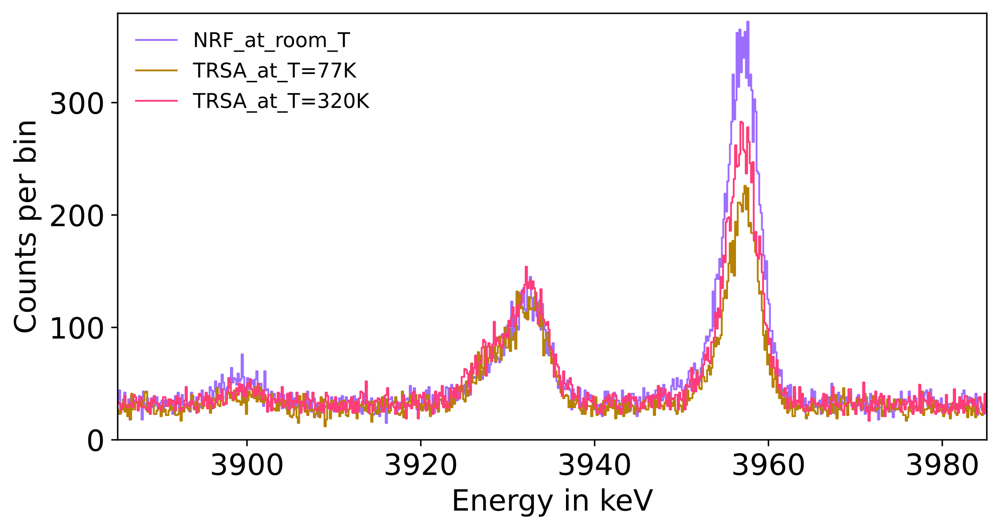 NRF_at_room_T
TRSA_at_T=77K
TRSA_at_T=320K
Counts per bin
300
200
100
0
3900 3920 3940 3960 3980
Energy in keV